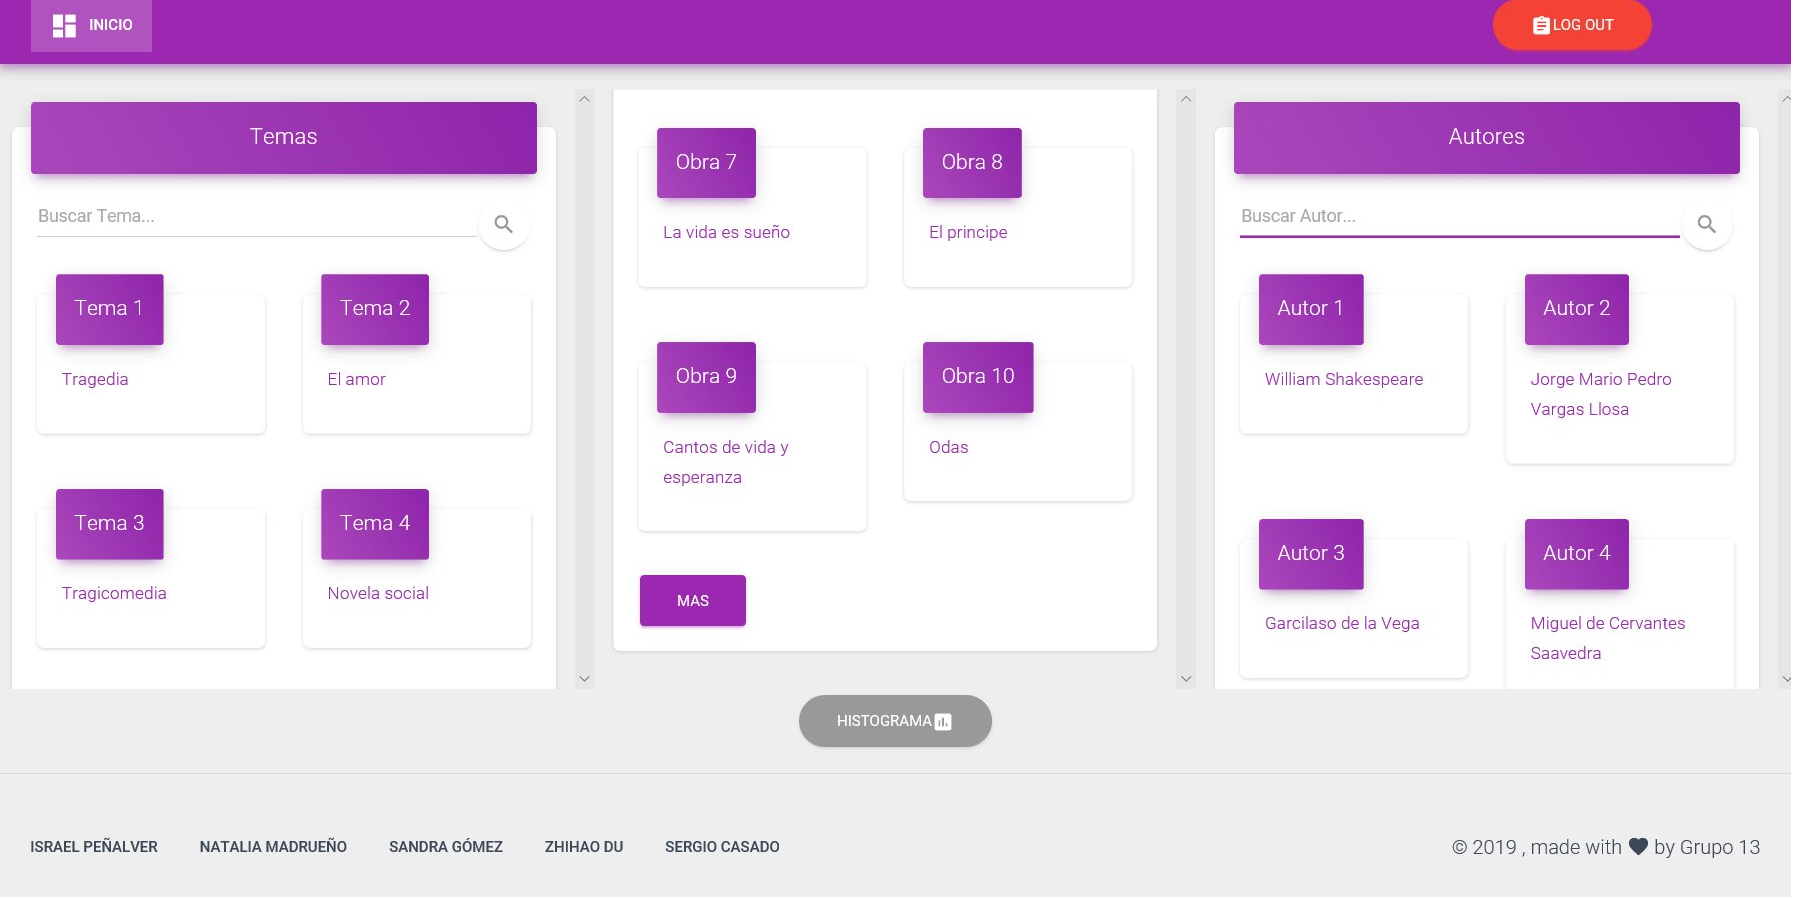 INICIO
LOG OUT
Temas
Buscar Tema...
Tema 1
Tragedia
Tema 2
El amor
Tema 3
Tragicomedia
Tema 4
Novela social
Obra 7
La vida es sueño
Obra 8
El principe
Obra 9
Cantos de vida y
esperanza
Obra 10
Odas
MAS
Autores
Buscar Autor...
Autor 1
William Shakespeare
Autor 2
Jorge Mario Pedro
Vargas Llosa
Autor 3
Garcilaso de la Vega
Autor 4
Miguel de Cervantes
Saavedra
HISTOGRAMA
ISRAEL PEÑALVER NATALIA MADRUEÑO SANDRA GÓMEZ ZHIHAO DU SERGIO CASADO
© 2019 , made with ♥ by Grupo 13